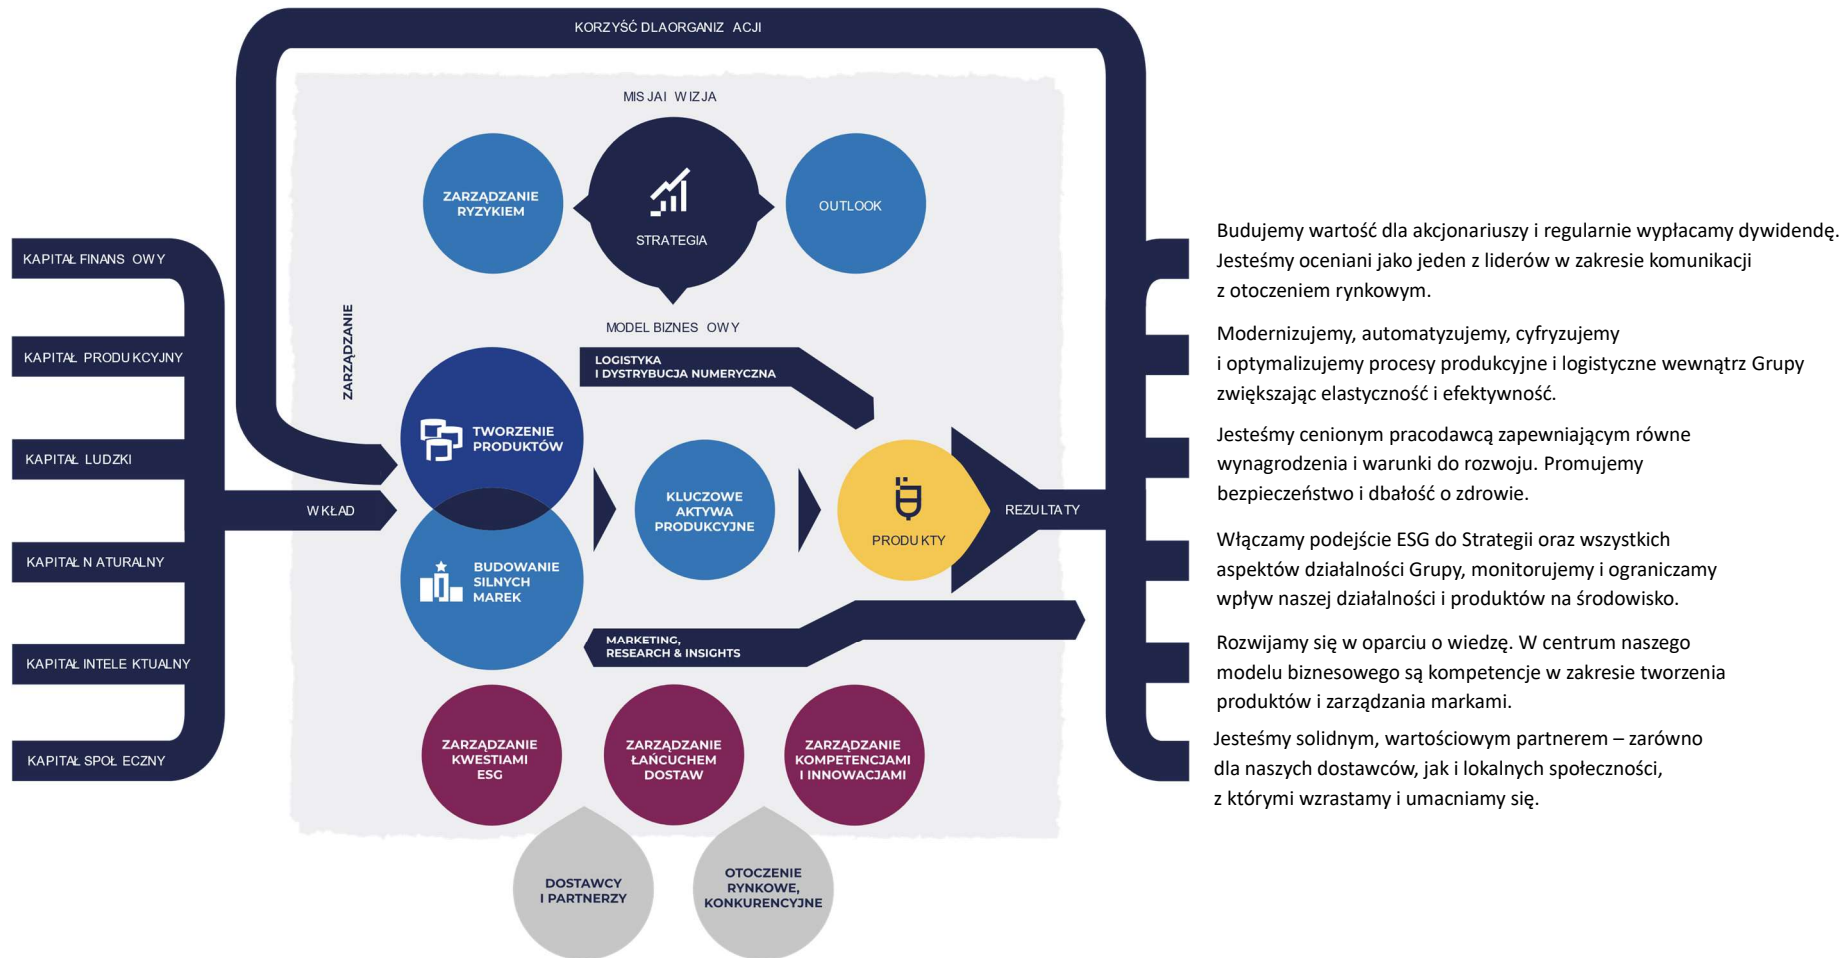 KORZYŚĆ DLAORGANIZ ACJI
MIS JAI W IZJA
ZARZĄDZANIE
RYZYKIEM
STRATEGIA
OUTLOOK
KAPITAŁ FINANS OWY
KAPITAŁ PRODU KCYJNY
KAPITAŁ LUDZKI
KAPITAŁ N ATURALNY
KAPITAŁ INTELE KTUALNY
KAPITAŁ SPOŁ ECZNY
W KŁAD
ZARZĄDZANIE
MODEL BIZNES OWY
LOGISTYKA
I DYSTRYBUCJA NUMERYCZNA
TWORZENIE
PRODUKTÓW
BUDOWANIE
SILNYCH
MAREK
KLUCZOWE
AKTYWA
PRODUKCYJNE
PRODU KTY
REZULTA TY
MARKETING,
RESEARCH & INSIGHTS
ZARZĄDZANIE
KWESTIAMI
ESG
ZARZĄDZANIE
ŁAŃCUCHEM
DOSTAW
ZARZĄDZANIE
KOMPETENCJAMI
I INNOWACJAMI
DOSTAWCY
I PARTNERZY
OTOCZENIE
RYNKOWE,
KONKURENCYJNE
Budujemy wartość dla akcjonariuszy i regularnie wypłacamy dywidendę.
Jesteśmy oceniani jako jeden z liderów w zakresie komunikacji
z otoczeniem rynkowym.
Modernizujemy, automatyzujemy, cyfryzujemy
i optymalizujemy procesy produkcyjne i logistyczne wewnątrz Grupy
zwiększając elastyczność i efektywność.
Jesteśmy cenionym pracodawcą zapewniającym równe
wynagrodzenia i warunki do rozwoju. Promujemy
bezpieczeństwo i dbałość o zdrowie.
Włączamy podejście ESG do Strategii oraz wszystkich
aspektów działalności Grupy, monitorujemy i ograniczamy
wpływ naszej działalności i produktów na środowisko.
Rozwijamy się w oparciu o wiedzę. W centrum naszego
modelu biznesowego są kompetencje w zakresie tworzenia
produktów i zarządzania markami.
Jesteśmy solidnym, wartościowym partnerem – zarówno
dla naszych dostawców, jak i lokalnych społeczności,
z którymi wzrastamy i umacniamy się.